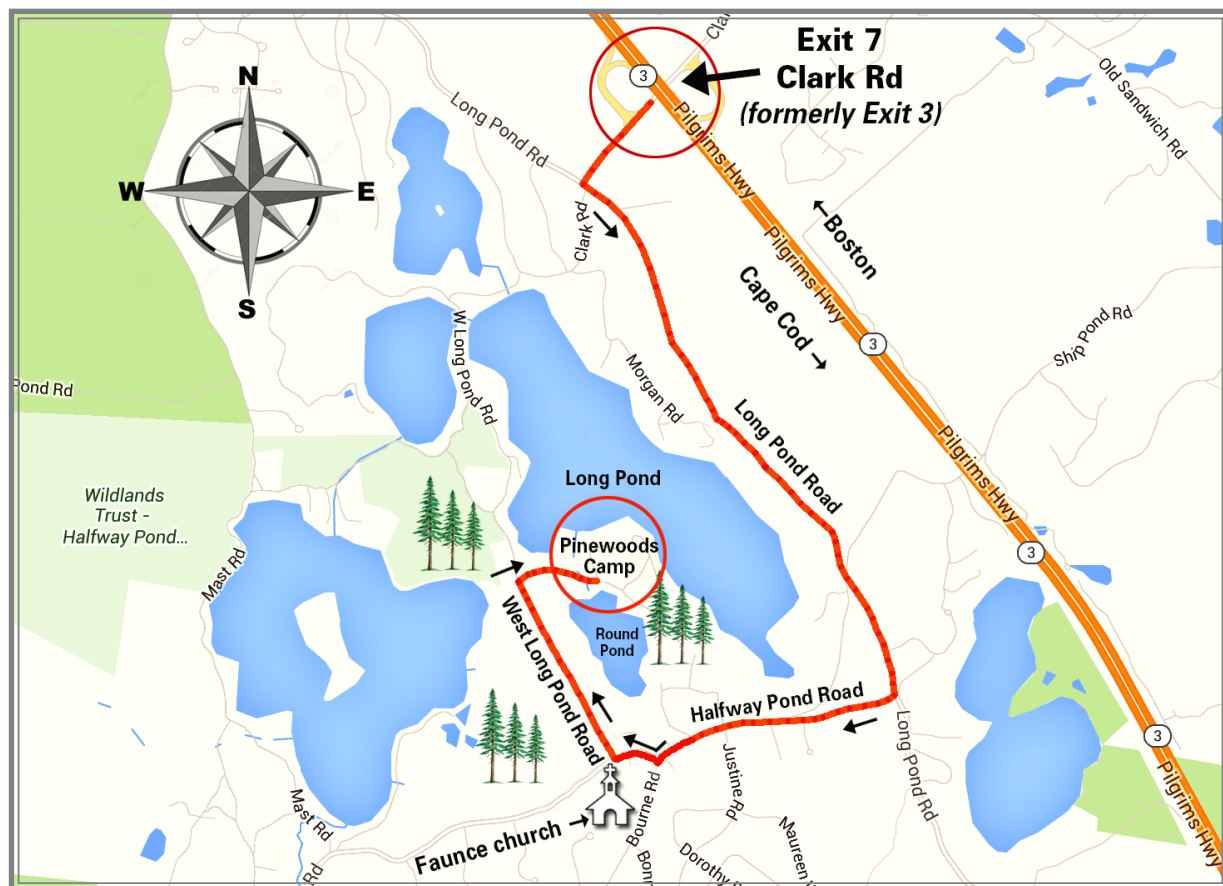 Exit 7
Clark Rd
(formerly Exit 3)
3
N
W
E
S
Long Pond Rd
Old Sandwich Rd
Pilgrims Hwy
Clark Rd
Boston
Pilgrims Hwy
Cape Cod
3
Ship Pond Rd
W Long Pond Rd
Morgan Rd
Pond Rd
Long Pond Road
Pilgrims Hwy
Long Pond
Wildlands
Trust -
Halfway Pond...
Pinewoods
Camp
3
Mast Rd
West Long Pond Road
Round
Pond
Halfway Pond Road
Long Pond Rd
3
Justine Rd
Bourne Rd
Pilgrims Hwy
Mast Rd
Faunce church
Maureen
Dorothy
Rd